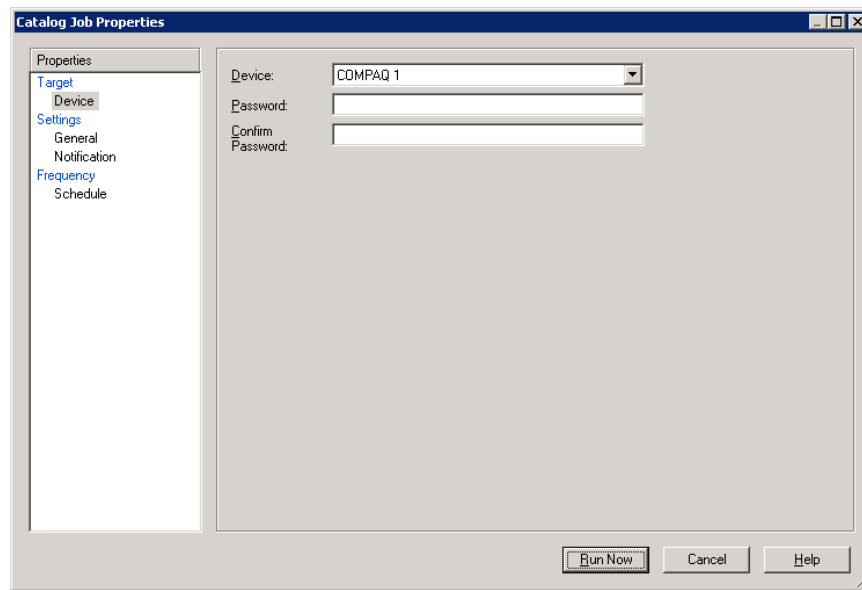 Catalog Job Properties
Properties
Target
Device
Settings
General
Notification
Frequency
Schedule
Device:
COMPAQ 1
Password:
Confirm
Password:
Run Now
Cancel
Help